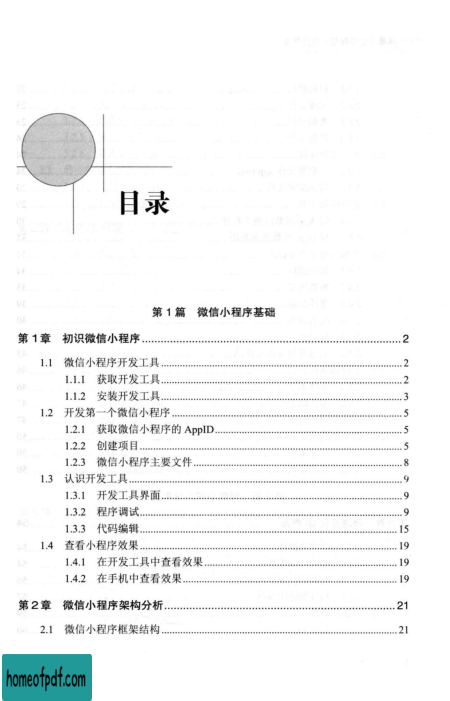 目录
第1篇 微信小程序基础
第1章 初识微信小程序........2
1.1 微信小程序开发工具........2
1.1.1 获取开发工具........2
1.1.2 安装开发工具........3
1.2 开发第一个微信小程序........5
1.2.1 获取微信小程序的 AppID........5
1.2.2 创建项目........5
1.2.3 微信小程序主要文件........8
1.3 认识开发工具........9
1.3.1 开发工具界面........9
1.3.2 程序调试........9
1.3.3 代码编辑........15
1.4 查看小程序效果........19
1.4.1 在开发工具中查看效果........19
1.4.2 在手机中查看效果........19
第2章 微信小程序架构分析........21
2.1 微信小程序框架结构........21
homeofpdf.com